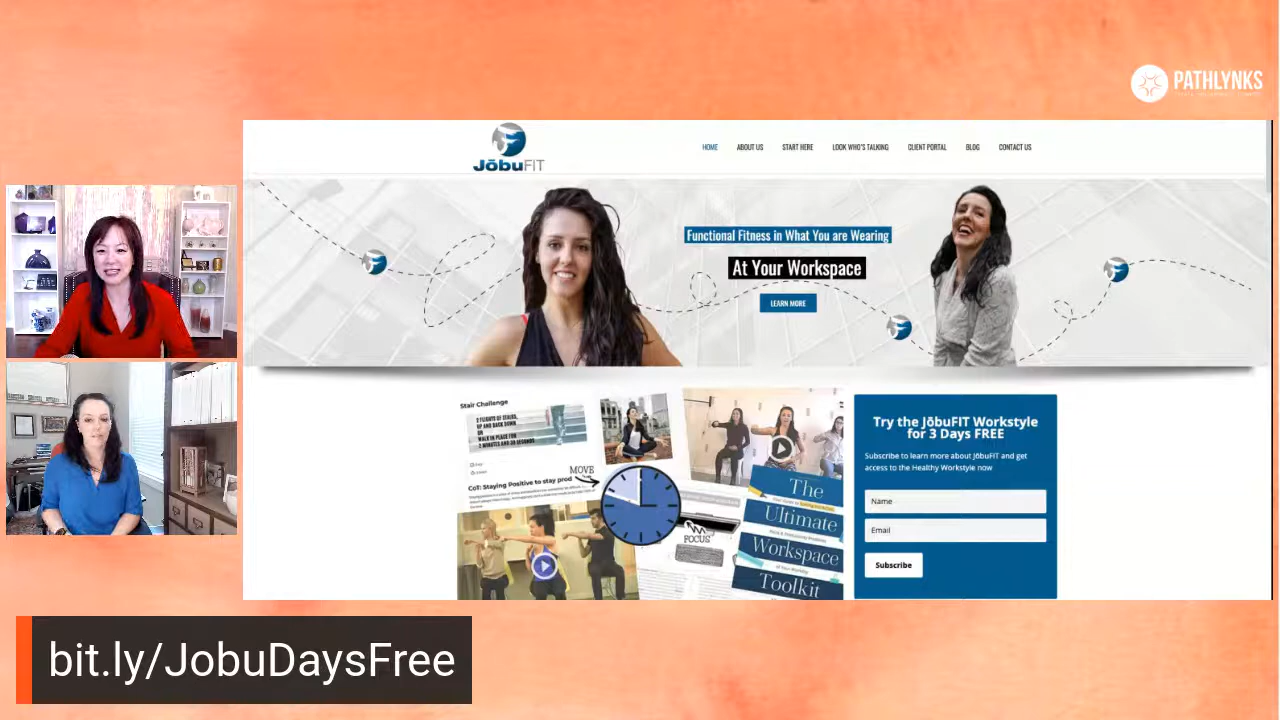 PATHLYNKS
JōbuFIT
HOME ABOUT US START HERE LOOK WHO'S TALKING CLIENT PORTAL BLOG CONTACT US
Functional Fitness in What You are Wearing
At Your Workspace
LEARN MORE
Stair Challenge
2 FLIGHTS OF STAIRS,
UP AND BACK DOWN
OR
WALK IN PLACE FOR
2 MINUTES AND 30 SECONDS
MOVE
CoT: Staying Positive to stay prod
FOCUS
The
Ultimate
Workspace
Toolkit
Try the JōbuFIT Workstyle
for 3 Days FREE
Subscribe to learn more about JōbuFIT and get
access to the Healthy Workstyle now
Name
Email
Subscribe
bit.ly/JobuDaysFree